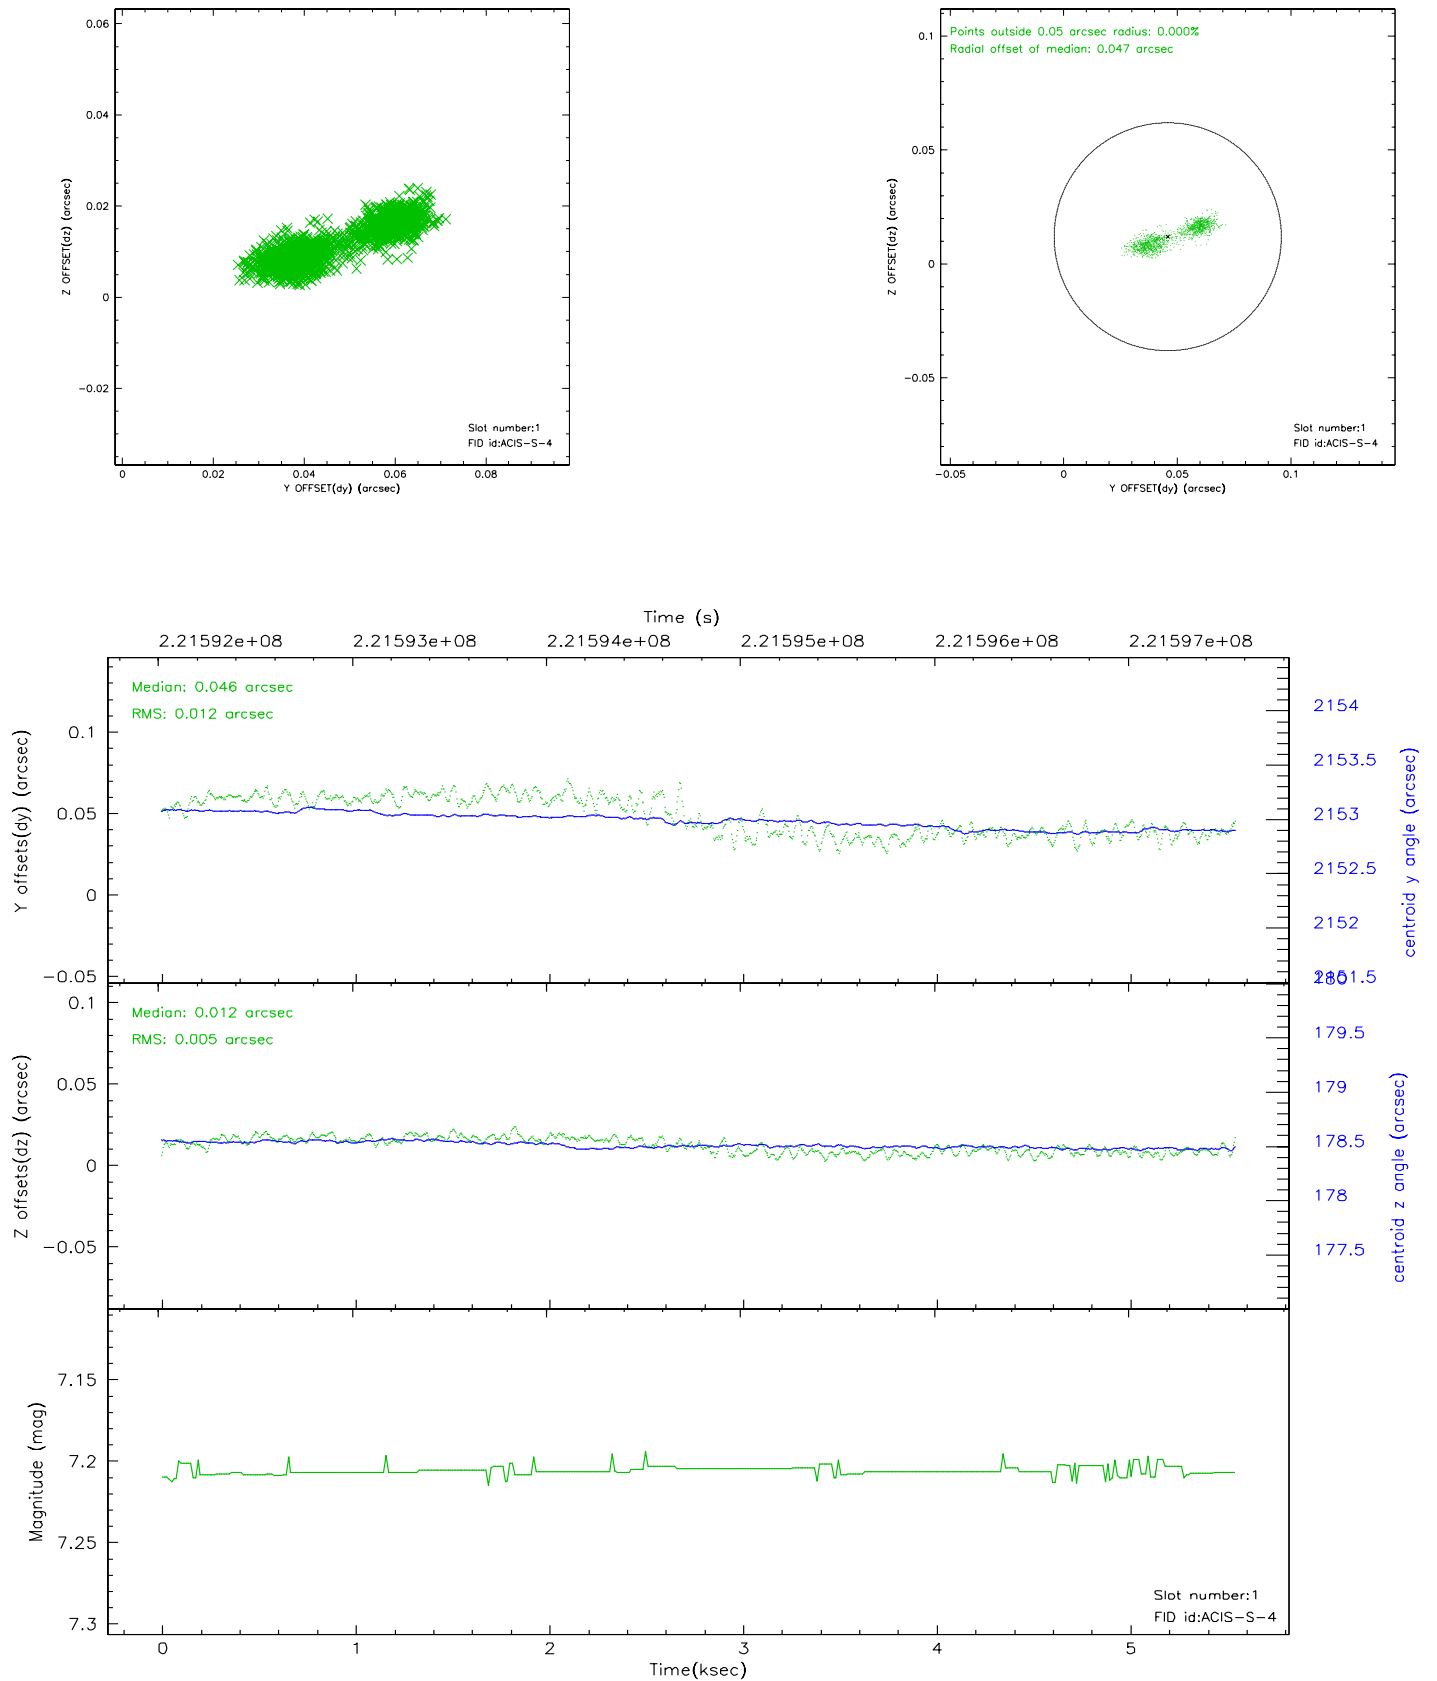 0.06
0.04
0.02
0
−0.02
Z OFFSET(dz) (arcsec)
Slot number:1
FID id:ACIS−S−4
0 0.02 0.04 0.06 0.08
Y OFFSET(dy) (arcsec)
Points outside 0.05 arcsec radius: 0.000%
Radial offset of median: 0.047 arcsec
0.1
0.05
0
−0.05
Z OFFSET(dz) (arcsec)
Slot number:1
FID id:ACIS−S−4
−0.05 0 0.05 0.1
Y OFFSET(dy) (arcsec)
Time (s)
2.21592e+08 2.21593e+08 2.21594e+08 2.21595e+08 2.21596e+08 2.21597e+08
Median: 0.046 arcsec
RMS: 0.012 arcsec
0.1
0.05
0
−0.05
Y offsets(dy) (arcsec)
2154
2153.5
2153
2152.5
2152
2151.5
180
centroid y angle (arcsec)
Median: 0.012 arcsec
RMS: 0.005 arcsec
0.1
0.05
0
−0.05
Z offsets(dz) (arcsec)
179.5
179
178.5
178
177.5
centroid z angle (arcsec)
7.15
7.2
7.25
7.3
Magnitude (mag)
Slot number:1
FID id:ACIS−S−4
0 1 2 3 4 5
Time(ksec)